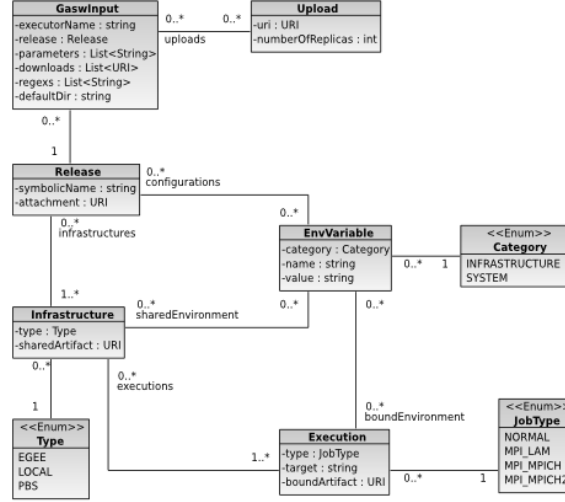 GaswInput
-executorName : string
-release : Release
-parameters : List<String>
-downloads : List<URI>
-regexs : List<String>
-defaultDir : string
0..*
0..*
uploads
Upload
-uri : URI
-numberOfReplicas : int
0..*
1
Release
-symbolicName : string
-attachment : URI
0..*
configurations
0..*
infrastructures
0..*
EnvVariable
-category : Category
-name : string
-value : string
0..*
1
<<Enum>>
Category
INFRASTRUCTURE
SYSTEM
1..*
Infrastructure
-type : Type
-sharedArtifact : URI
0..*
sharedEnvironment
0..*
0..*
0..*
1
0..*
executions
<<Enum>>
Type
EGEE
LOCAL
PBS
0..*
boundEnvironment
1..*
Execution
-type : JobType
-target : string
-boundArtifact : URI
0..*
1
<<Enum>>
JobType
NORMAL
MPI_LAM
MPI_MPICH
MPI_MPICH2